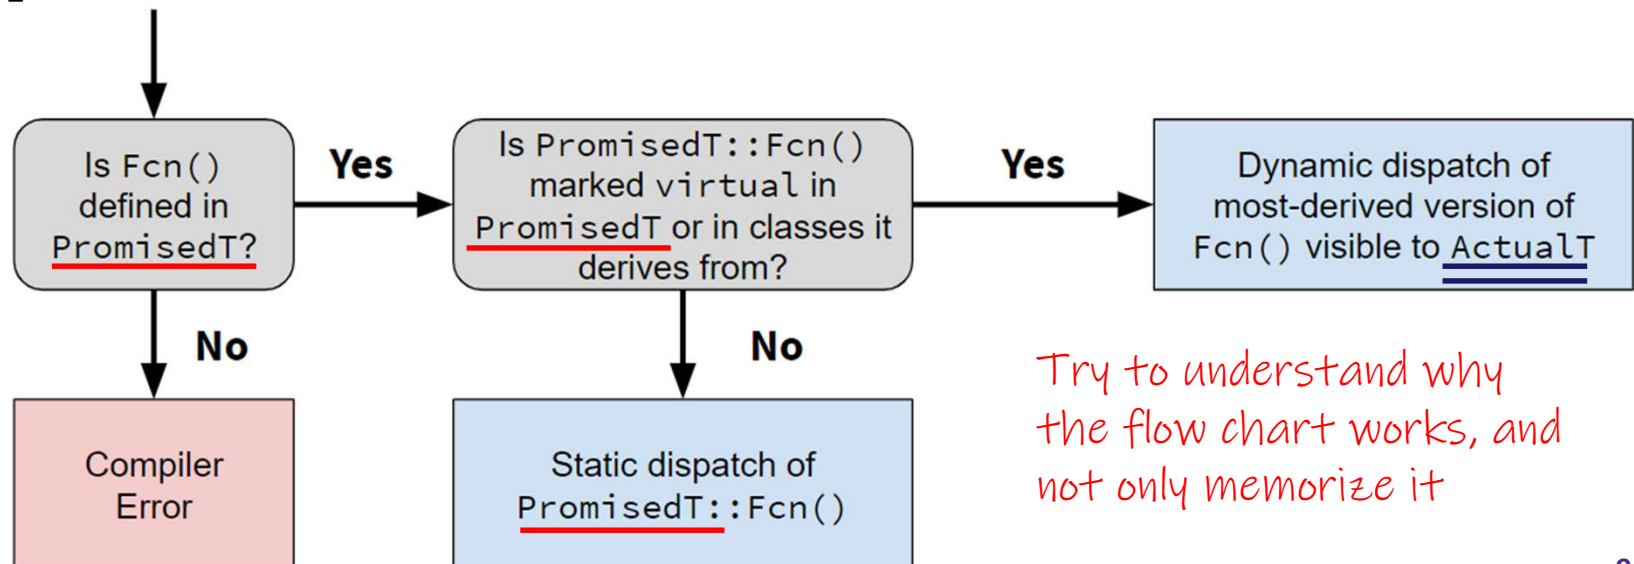 Is Fcn()
defined in
PromisedT?
Yes
Is PromisedT::Fcn()
marked virtual in
PromisedT or in classes it
derives from?
Yes
Dynamic dispatch of
most-derived version of
Fcn() visible to ActualT
No
No
Compiler
Error
Static dispatch of
PromisedT::Fcn()
Try to understand why
the flow chart works, and
not only memorize it